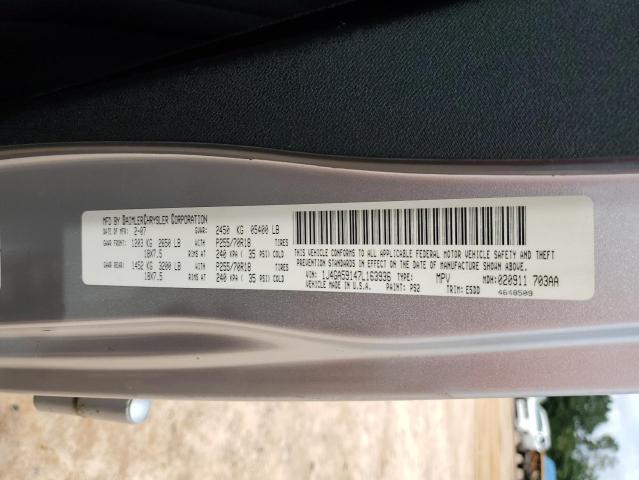 MFD BY DAIMLERCHRYSLER CORPORATION
DATE OF MFR: 2-07 GVWR: 2450 KG 05400 LB
GAWR FRONT: 1203 KG 2650 LB WITH P255/70R18 TIRES
18X7.5 RIMS AT 240 KPA( 35 PSI) COLD
GAWR REAR: 1452 KG 3200 LB WITH P255/70R18 TIRES
18X7.5 RIMS AT 240 KPA( 35 PSI) COLD
THIS VEHICLE CONFORMS TO ALL APPLICABLE FEDERAL MOTOR VEHICLE SAFETY AND THEFT
PREVENTION STANDARDS IN EFFECT ON THE DATE OF MANUFACTURE SHOWN ABOVE.
VIN: 1J4GA59147L163936 TYPE: MPV MDH: 020911 703AA
VEHICLE MADE IN U.S.A. PAINT: PS2 TRIM: E5DD
4648509